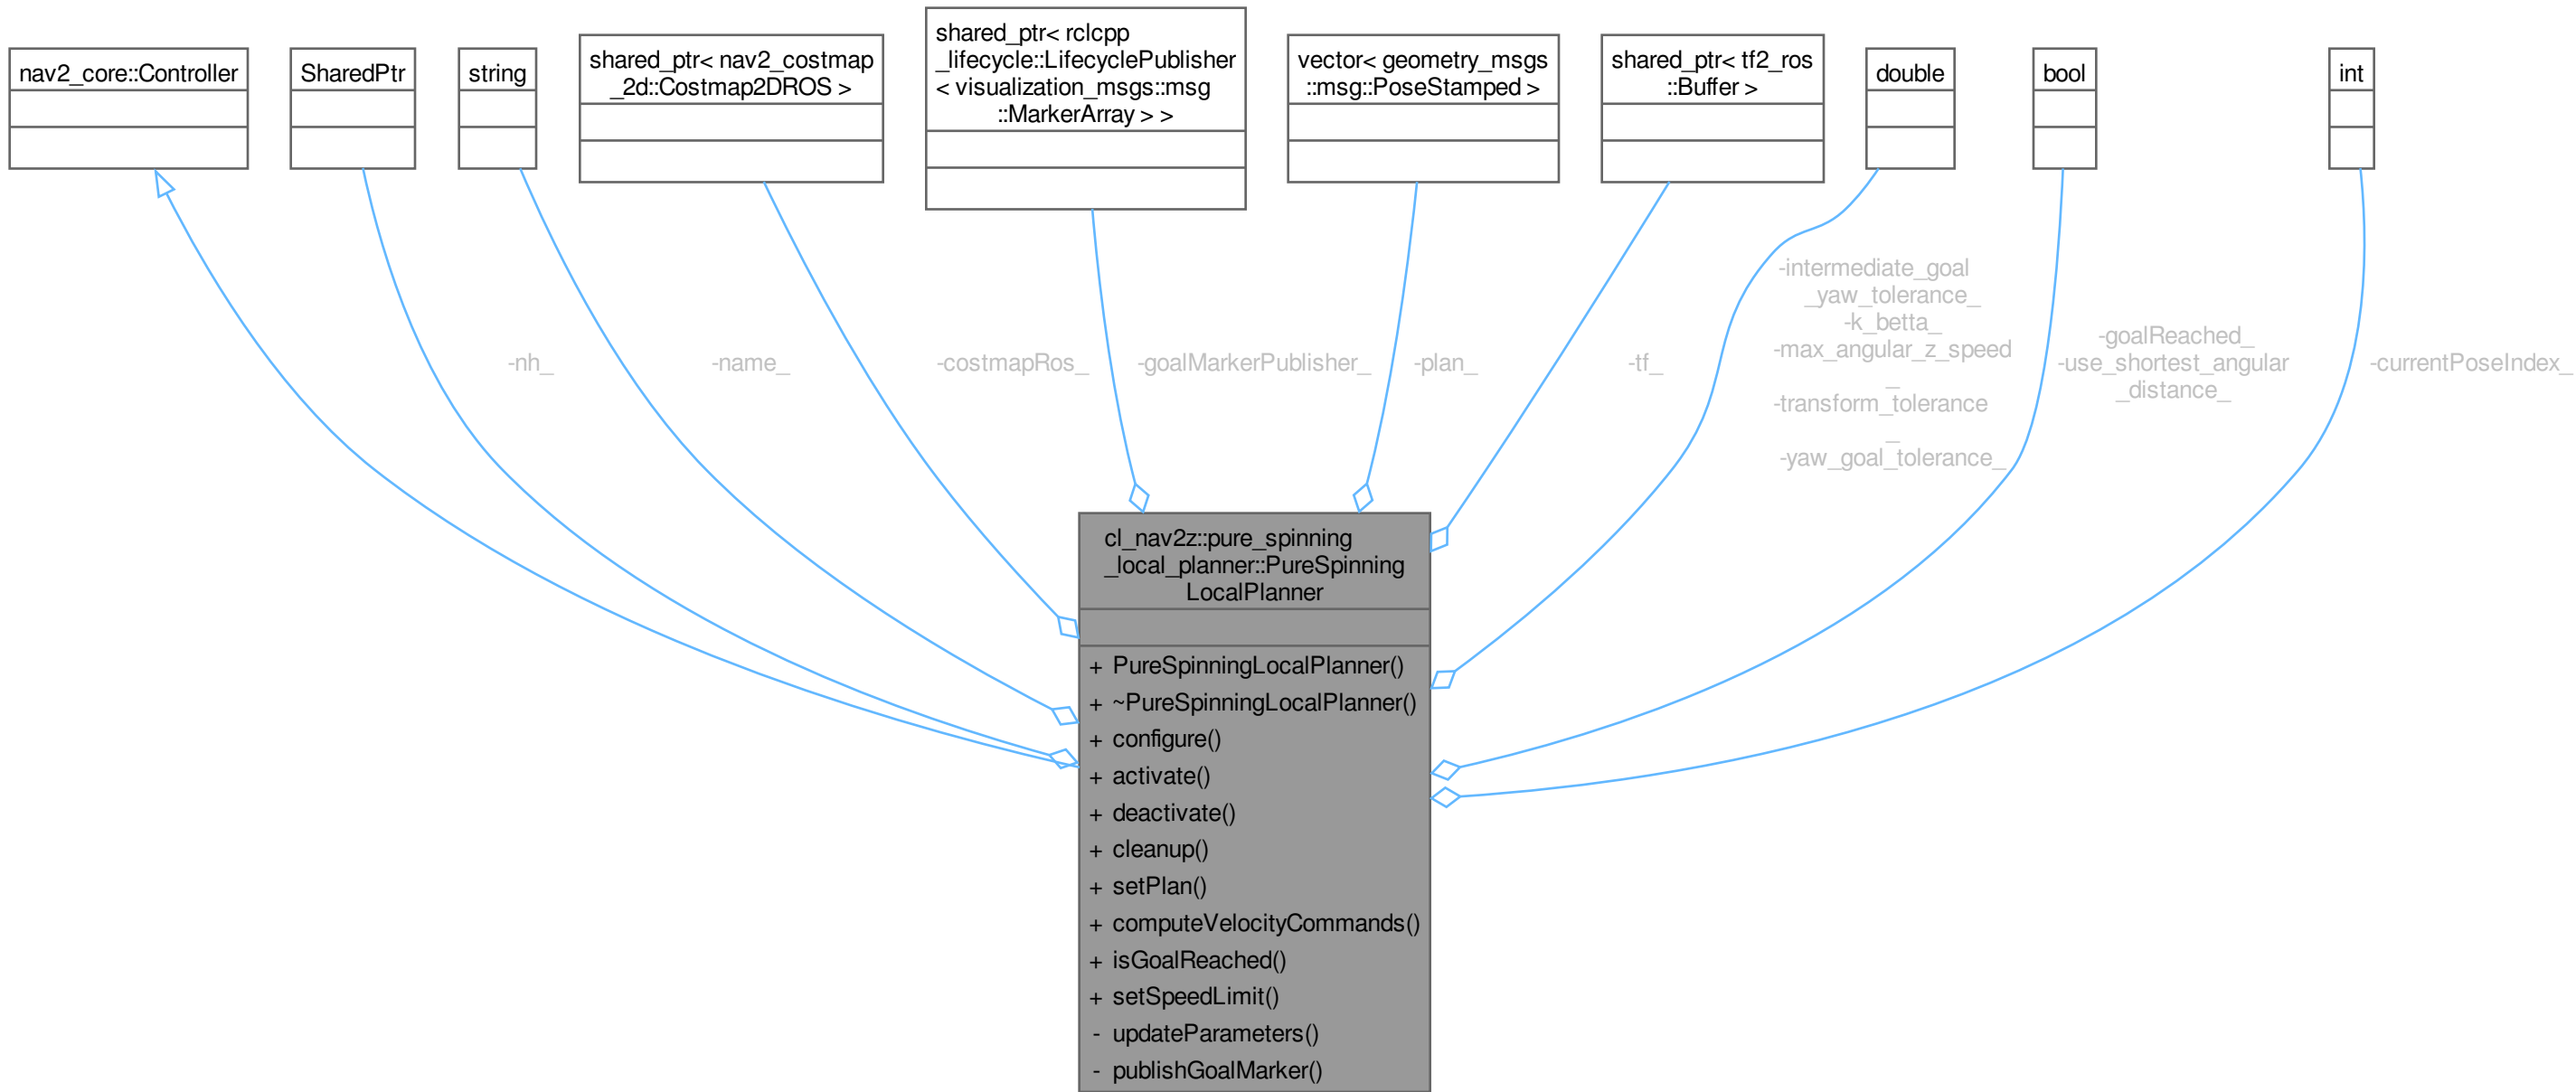 nav2_core::Controller
SharedPtr
string
shared_ptr< nav2_costmap
_2d::Costmap2DROS >
shared_ptr< rclcpp
_lifecycle::LifecyclePublisher
< visualization_msgs::msg
::MarkerArray > >
vector< geometry_msgs
::msg::PoseStamped >
shared_ptr< tf2_ros
::Buffer >
double
bool
int
-nh_
-name_
-costmapRos_
-goalMarkerPublisher_
-plan_
-tf_
-intermediate_goal
_yaw_tolerance_
-k_betta_
-max_angular_z_speed
_
-transform_tolerance
_
-yaw_goal_tolerance_
-goalReached_
-use_shortest_angular
_distance_
-currentPoseIndex_
cl_nav2z::pure_spinning
_local_planner::PureSpinning
LocalPlanner
+ PureSpinningLocalPlanner()
+ ~PureSpinningLocalPlanner()
+ configure()
+ activate()
+ deactivate()
+ cleanup()
+ setPlan()
+ computeVelocityCommands()
+ isGoalReached()
+ setSpeedLimit()
- updateParameters()
- publishGoalMarker()